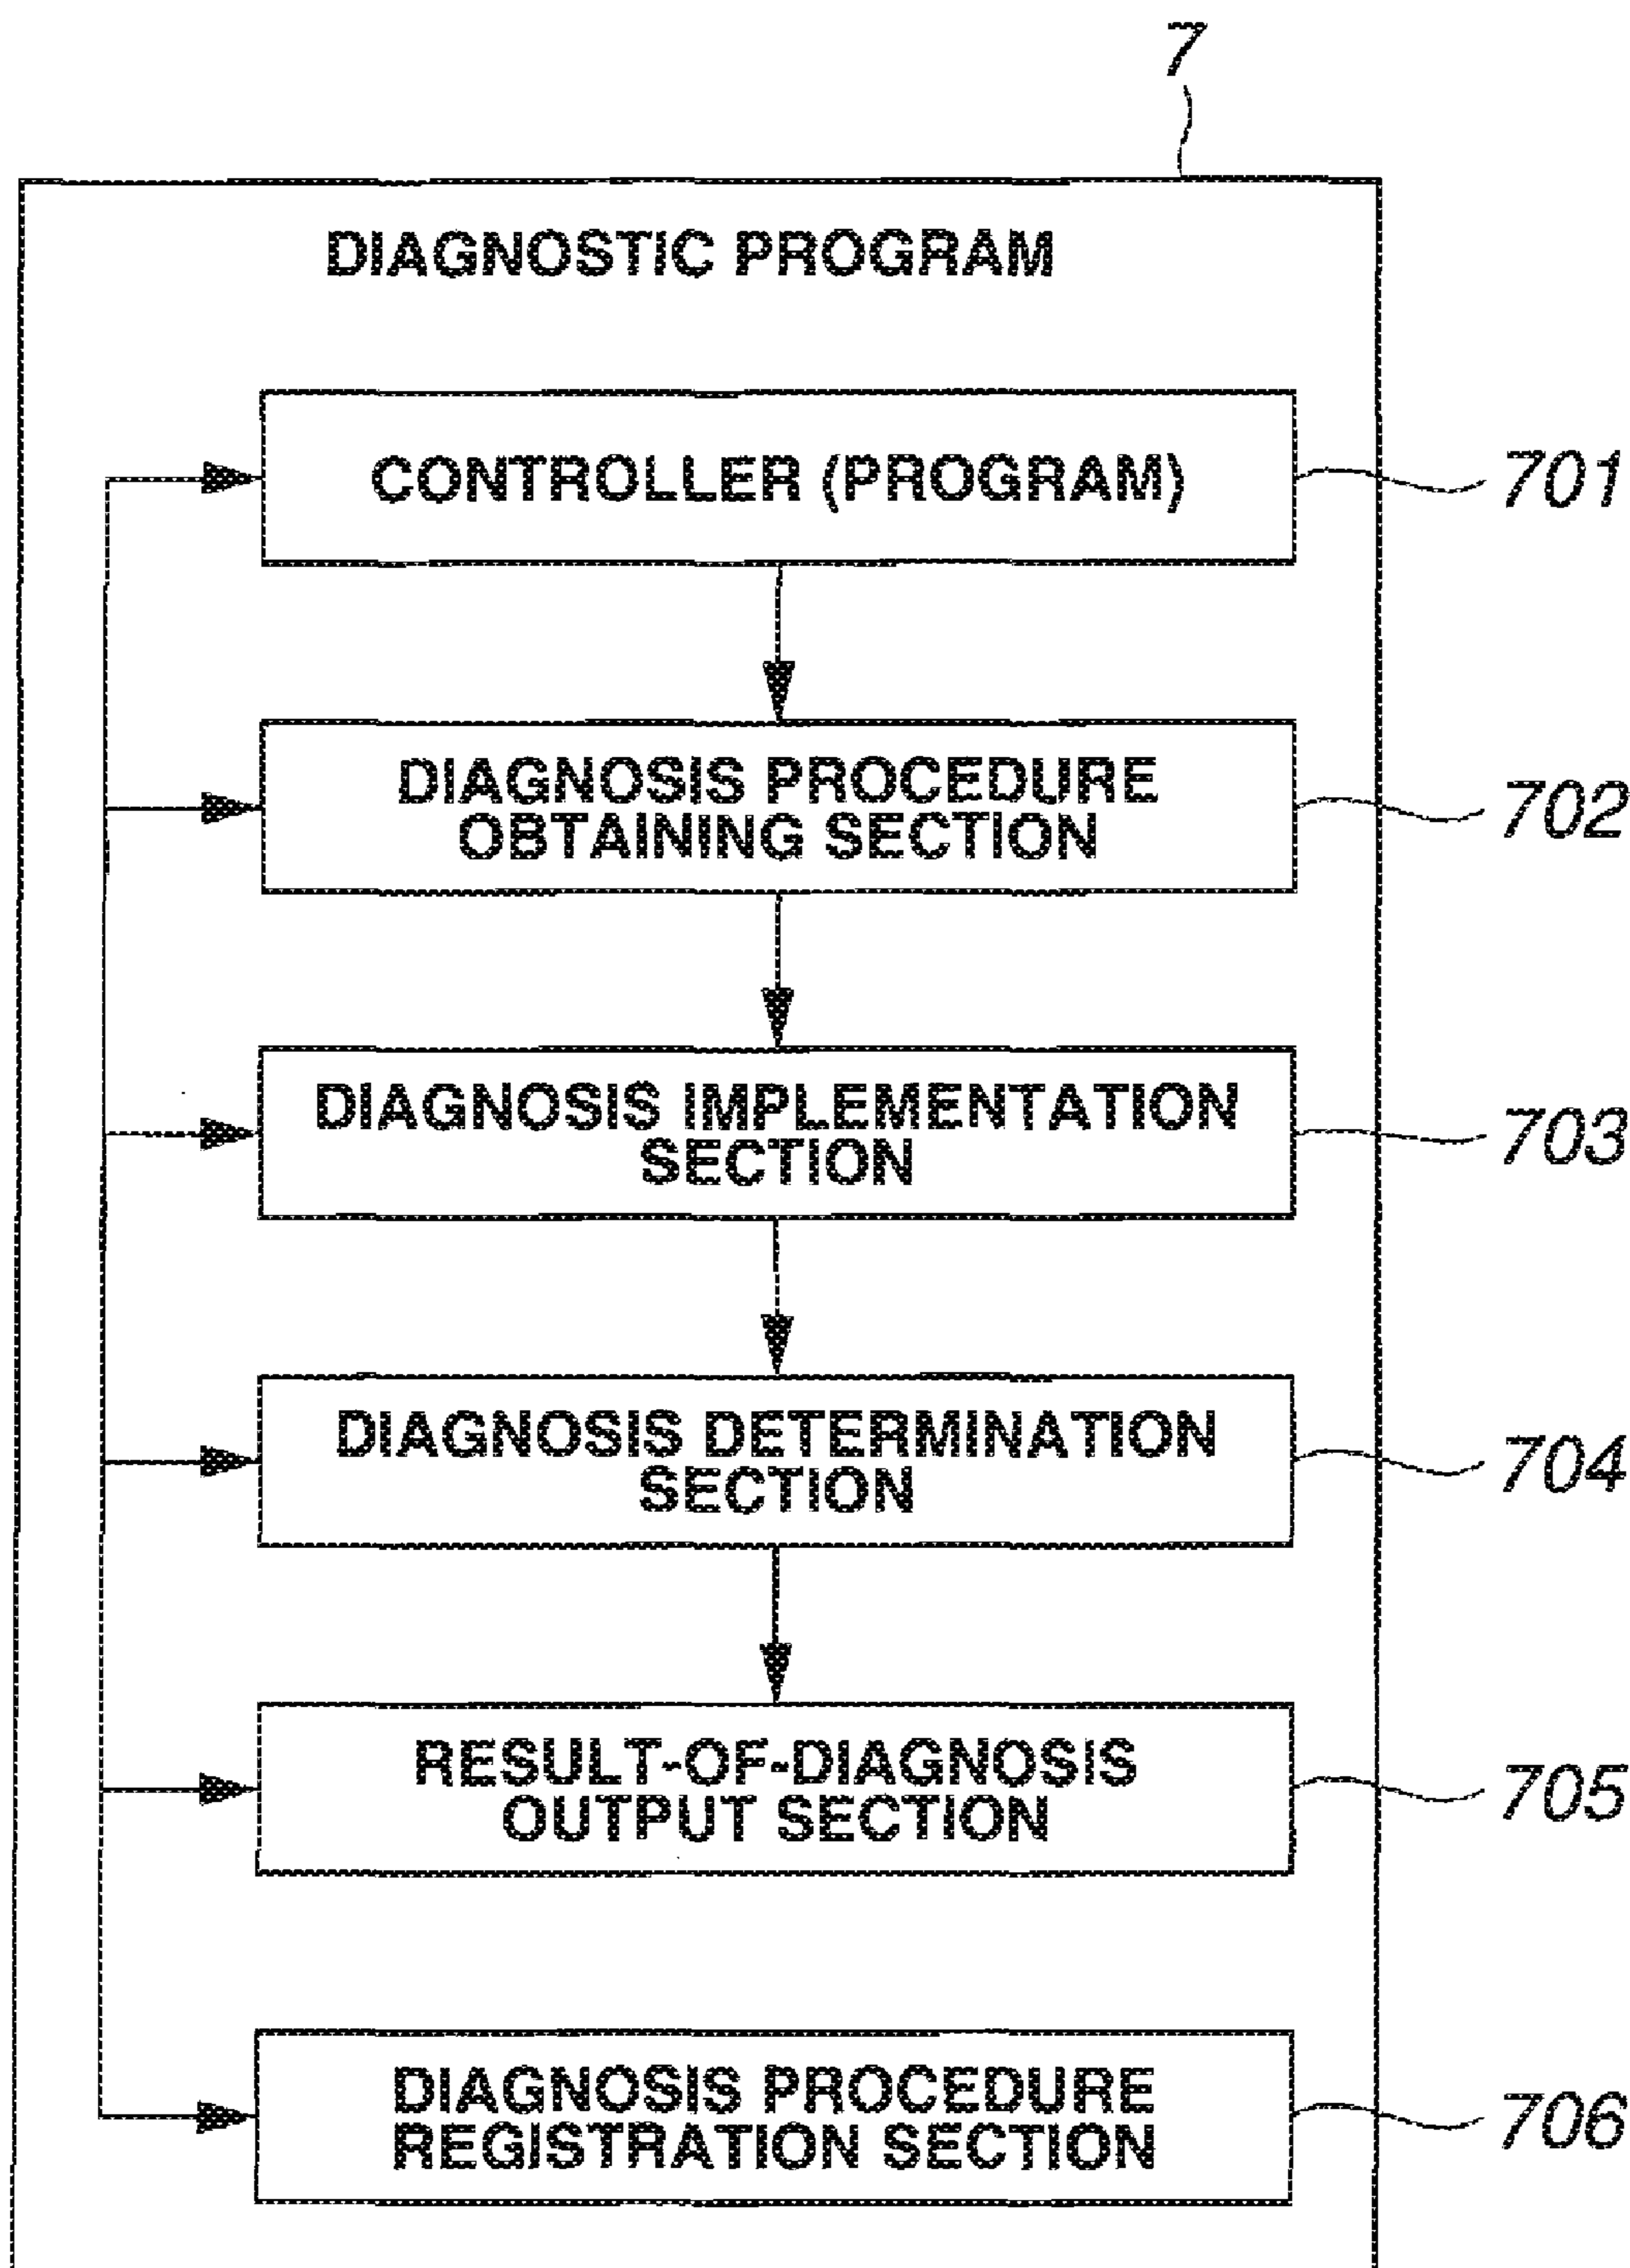 7
DIAGNOSTIC PROGRAM
CONTROLLER (PROGRAM)
701
DIAGNOSIS PROCEDURE
OBTAINING SECTION
702
DIAGNOSIS IMPLEMENTATION
SECTION
703
DIAGNOSIS DETERMINATION
SECTION
704
RESULT-OF-DIAGNOSIS
OUTPUT SECTION
705
DIAGNOSIS PROCEDURE
REGISTRATION SECTION
706